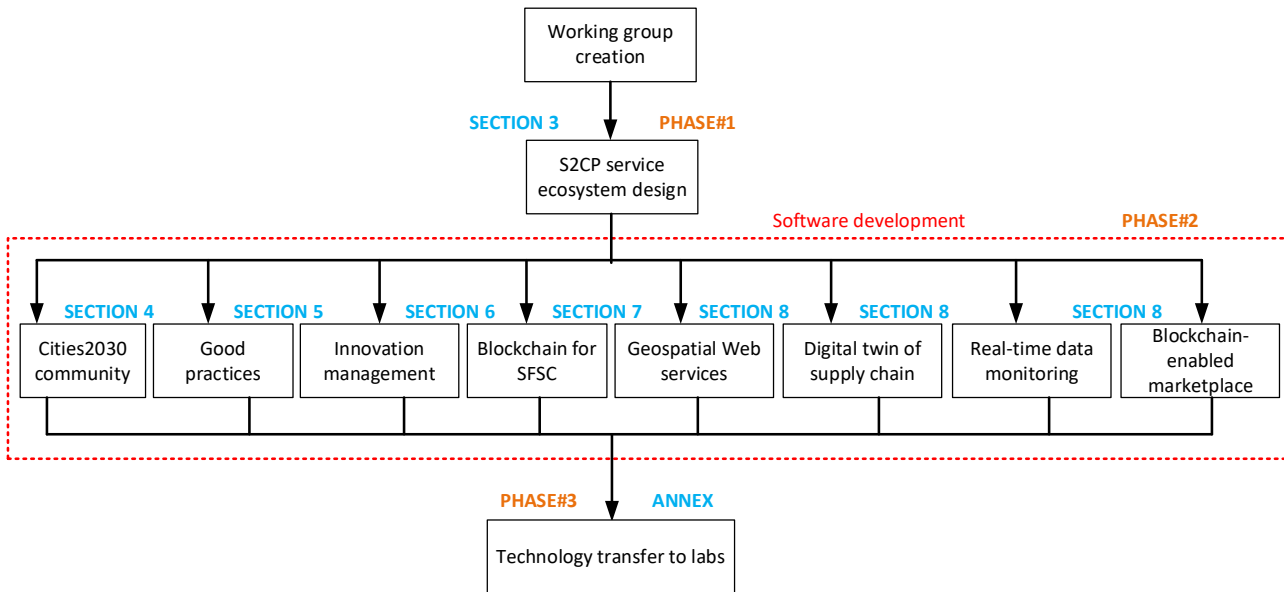 Working group
creation
SECTION 3
PHASE#1
S2CP service
ecosystem design
Software development
PHASE#2
SECTION 4
SECTION 5
SECTION 6
SECTION 7
SECTION 8
SECTION 8
SECTION 8
Cities2030
community
Good
practices
Innovation
management
Blockchain for
SFSC
Geospatial Web
services
Digital twin of
supply chain
Real-time data
monitoring
Blockchain-
enabled
marketplace
PHASE#3
ANNEX
Technology transfer to labs